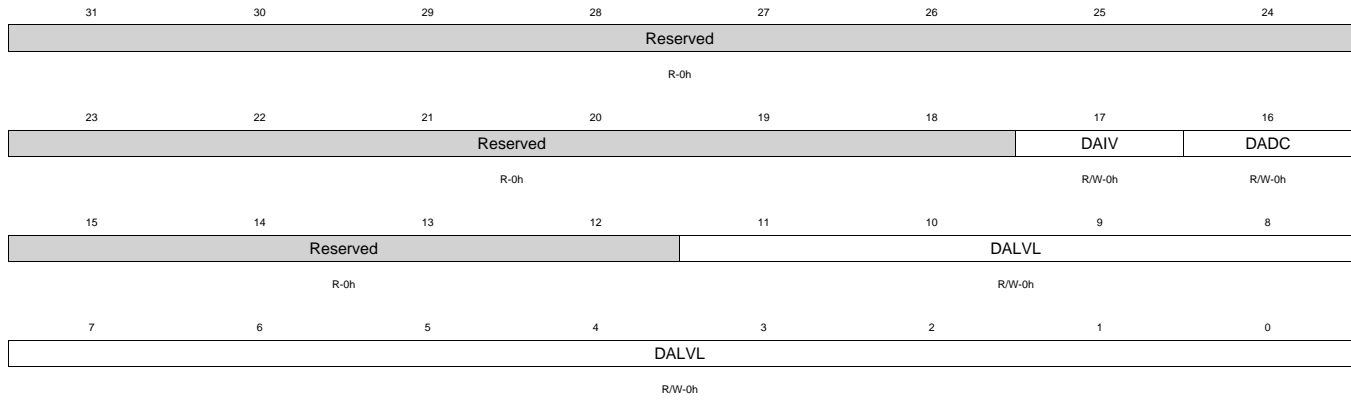 31 30 29 28 27 26 25 24
Reserved
R-0h
23 22 21 20 19 18 17 16
Reserved DAIV DADC
R-0h R/W-0h R/W-0h
15 14 13 12 11 10 9 8
Reserved DALVL
R-0h R/W-0h
7 6 5 4 3 2 1 0
DALVL
R/W-0h